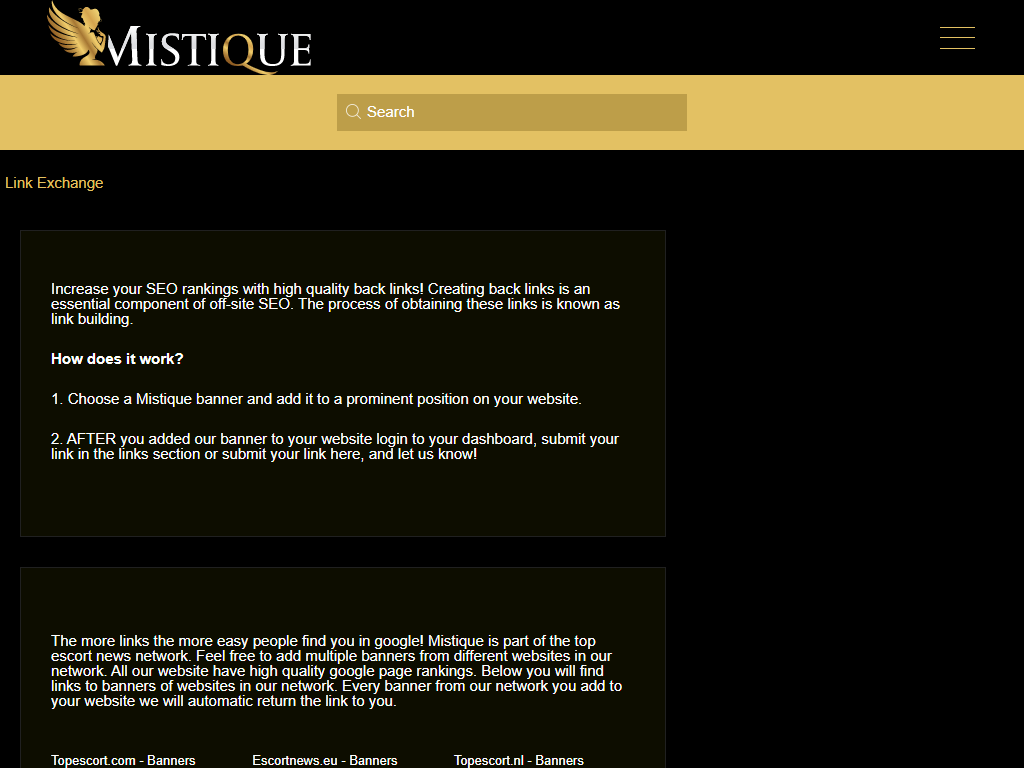 MISTIQUE
Search
Link Exchange
Increase your SEO rankings with high quality back links! Creating back links is an
essential component of off-site SEO. The process of obtaining these links is known as
link building.
How does it work?
1. Choose a Mistique banner and add it to a prominent position on your website.
2. AFTER you added our banner to your website login to your dashboard, submit your
link in the links section or submit your link here, and let us know!
The more links the more easy people find you in google! Mistique is part of the top
escort news network. Feel free to add multiple banners from different websites in our
network. All our website have high quality google page rankings. Below you will find
links to banners of websites in our network. Every banner from our network you add to
your website we will automatic return the link to you.
Topescort.com - Banners Escortnews.eu - Banners Topescort.nl - Banners